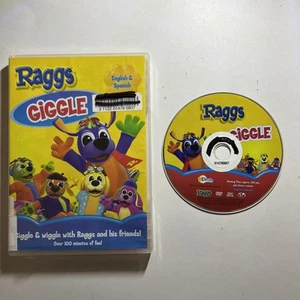 Raggs
English &
Spanish
GiGGLE
Giggle & wiggle with Raggs and his friends!
Over 100 minutes of fun!
Raggs
GiGGLE